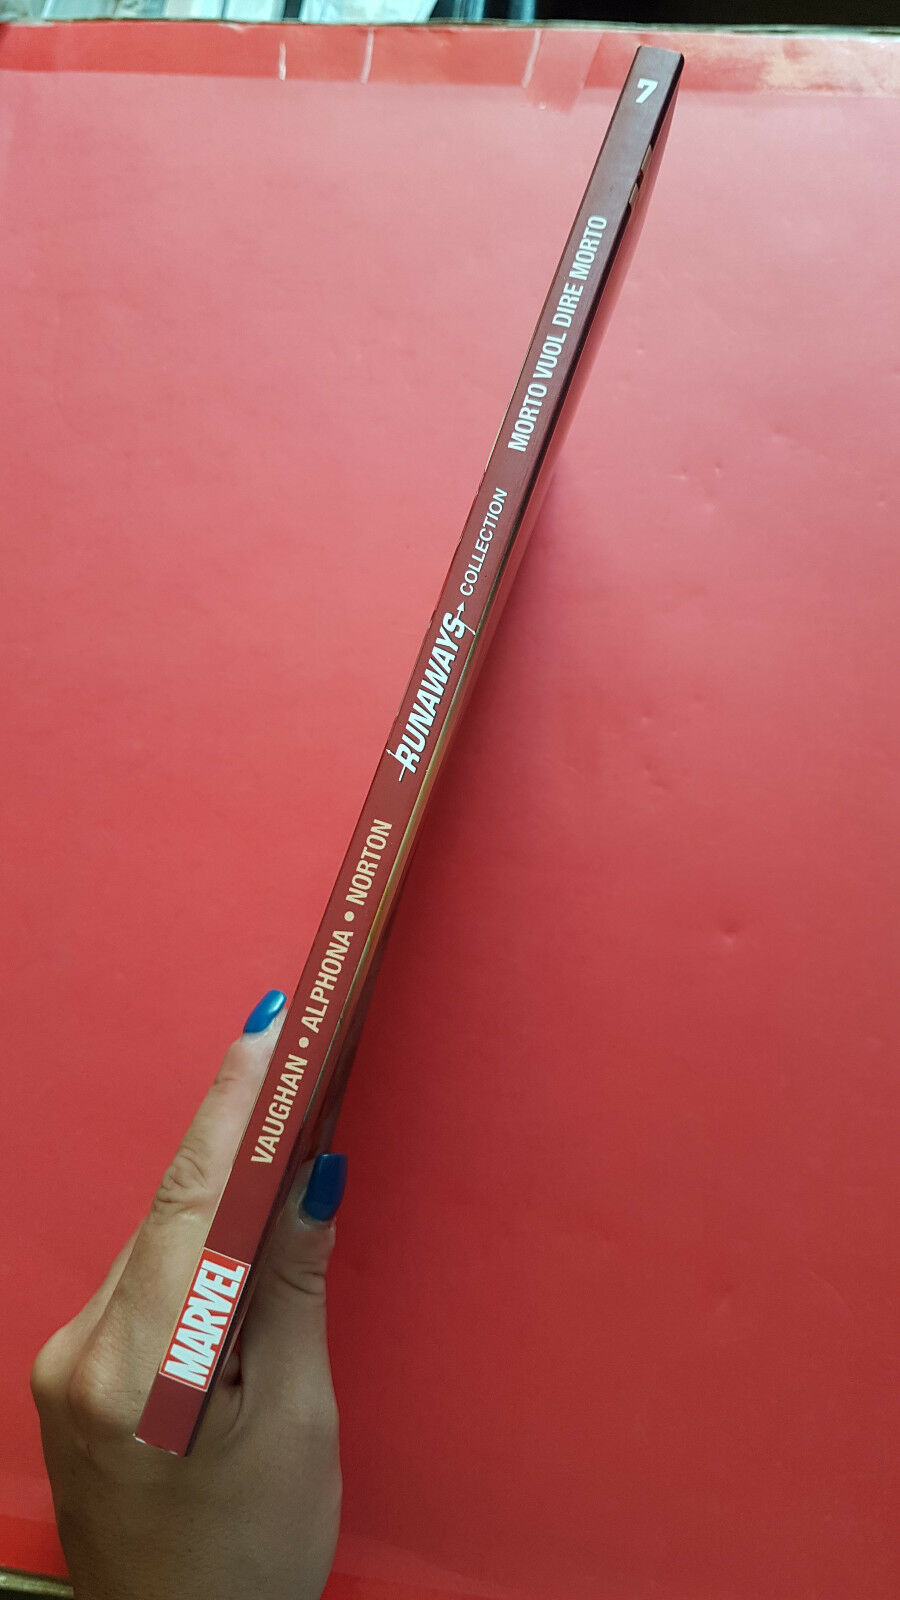 MARVEL
VAUGHAN • ALPHONA • NORTON
RUNAWAYS COLLECTION
MORTO VUOL DIRE MORTO
7